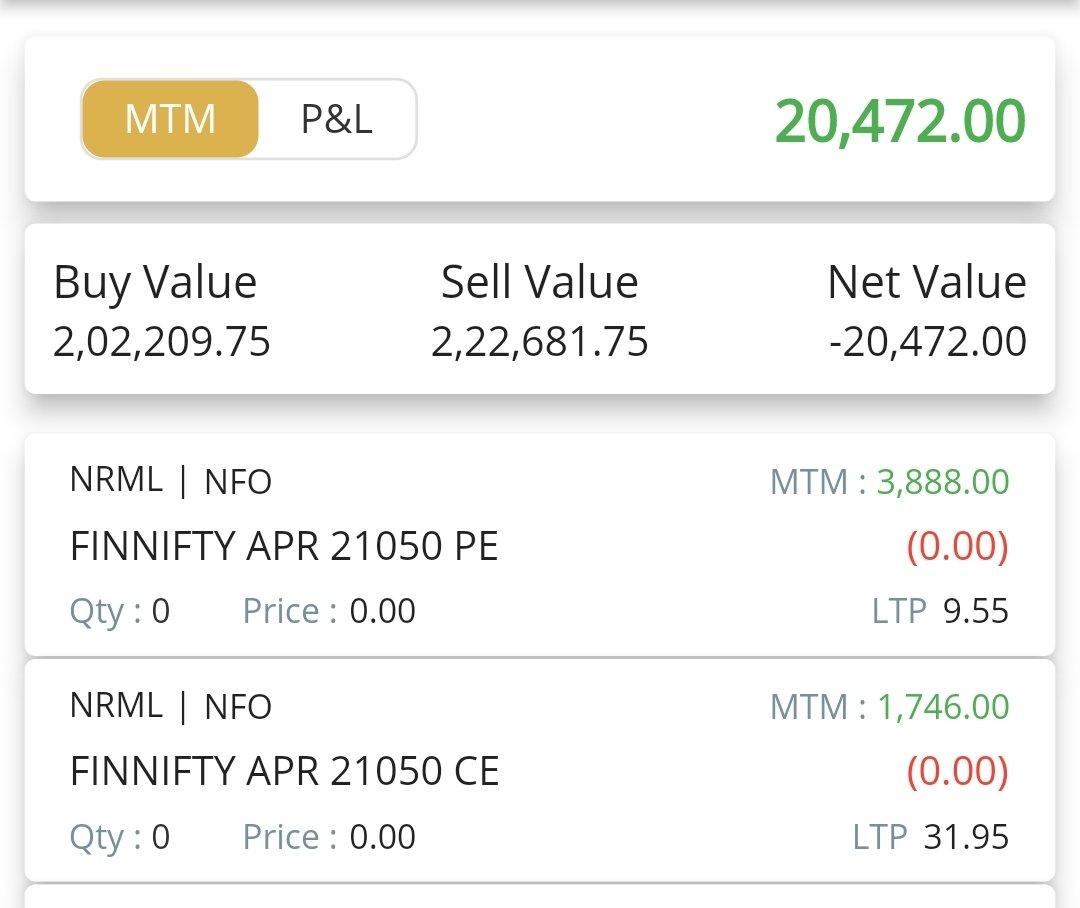 MTM P&L 20,472.00
Buy Value Sell Value Net Value
2,02,209.75 2,22,681.75 -20,472.00
NRML | NFO MTM : 3,888.00
FINNIFTY APR 21050 PE (0.00)
Qty : 0 Price : 0.00 LTP 9.55
NRML | NFO MTM : 1,746.00
FINNIFTY APR 21050 CE (0.00)
Qty : 0 Price : 0.00 LTP 31.95